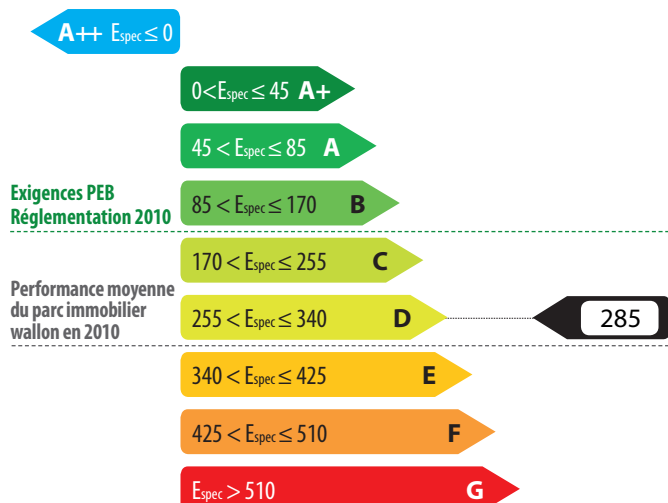 A++ Espec ≤ 0
0<Espec ≤ 45 A+
45 < Espec ≤ 85 A
Exigences PEB
Réglementation 2010
85 < Espec ≤ 170 B
170 < Espec ≤ 255 C
Performance moyenne
du parc immobilier
wallon en 2010
255 < Espec ≤ 340 D
285
340 < Espec ≤ 425 E
425 < Espec ≤ 510 F
Espec > 510 G